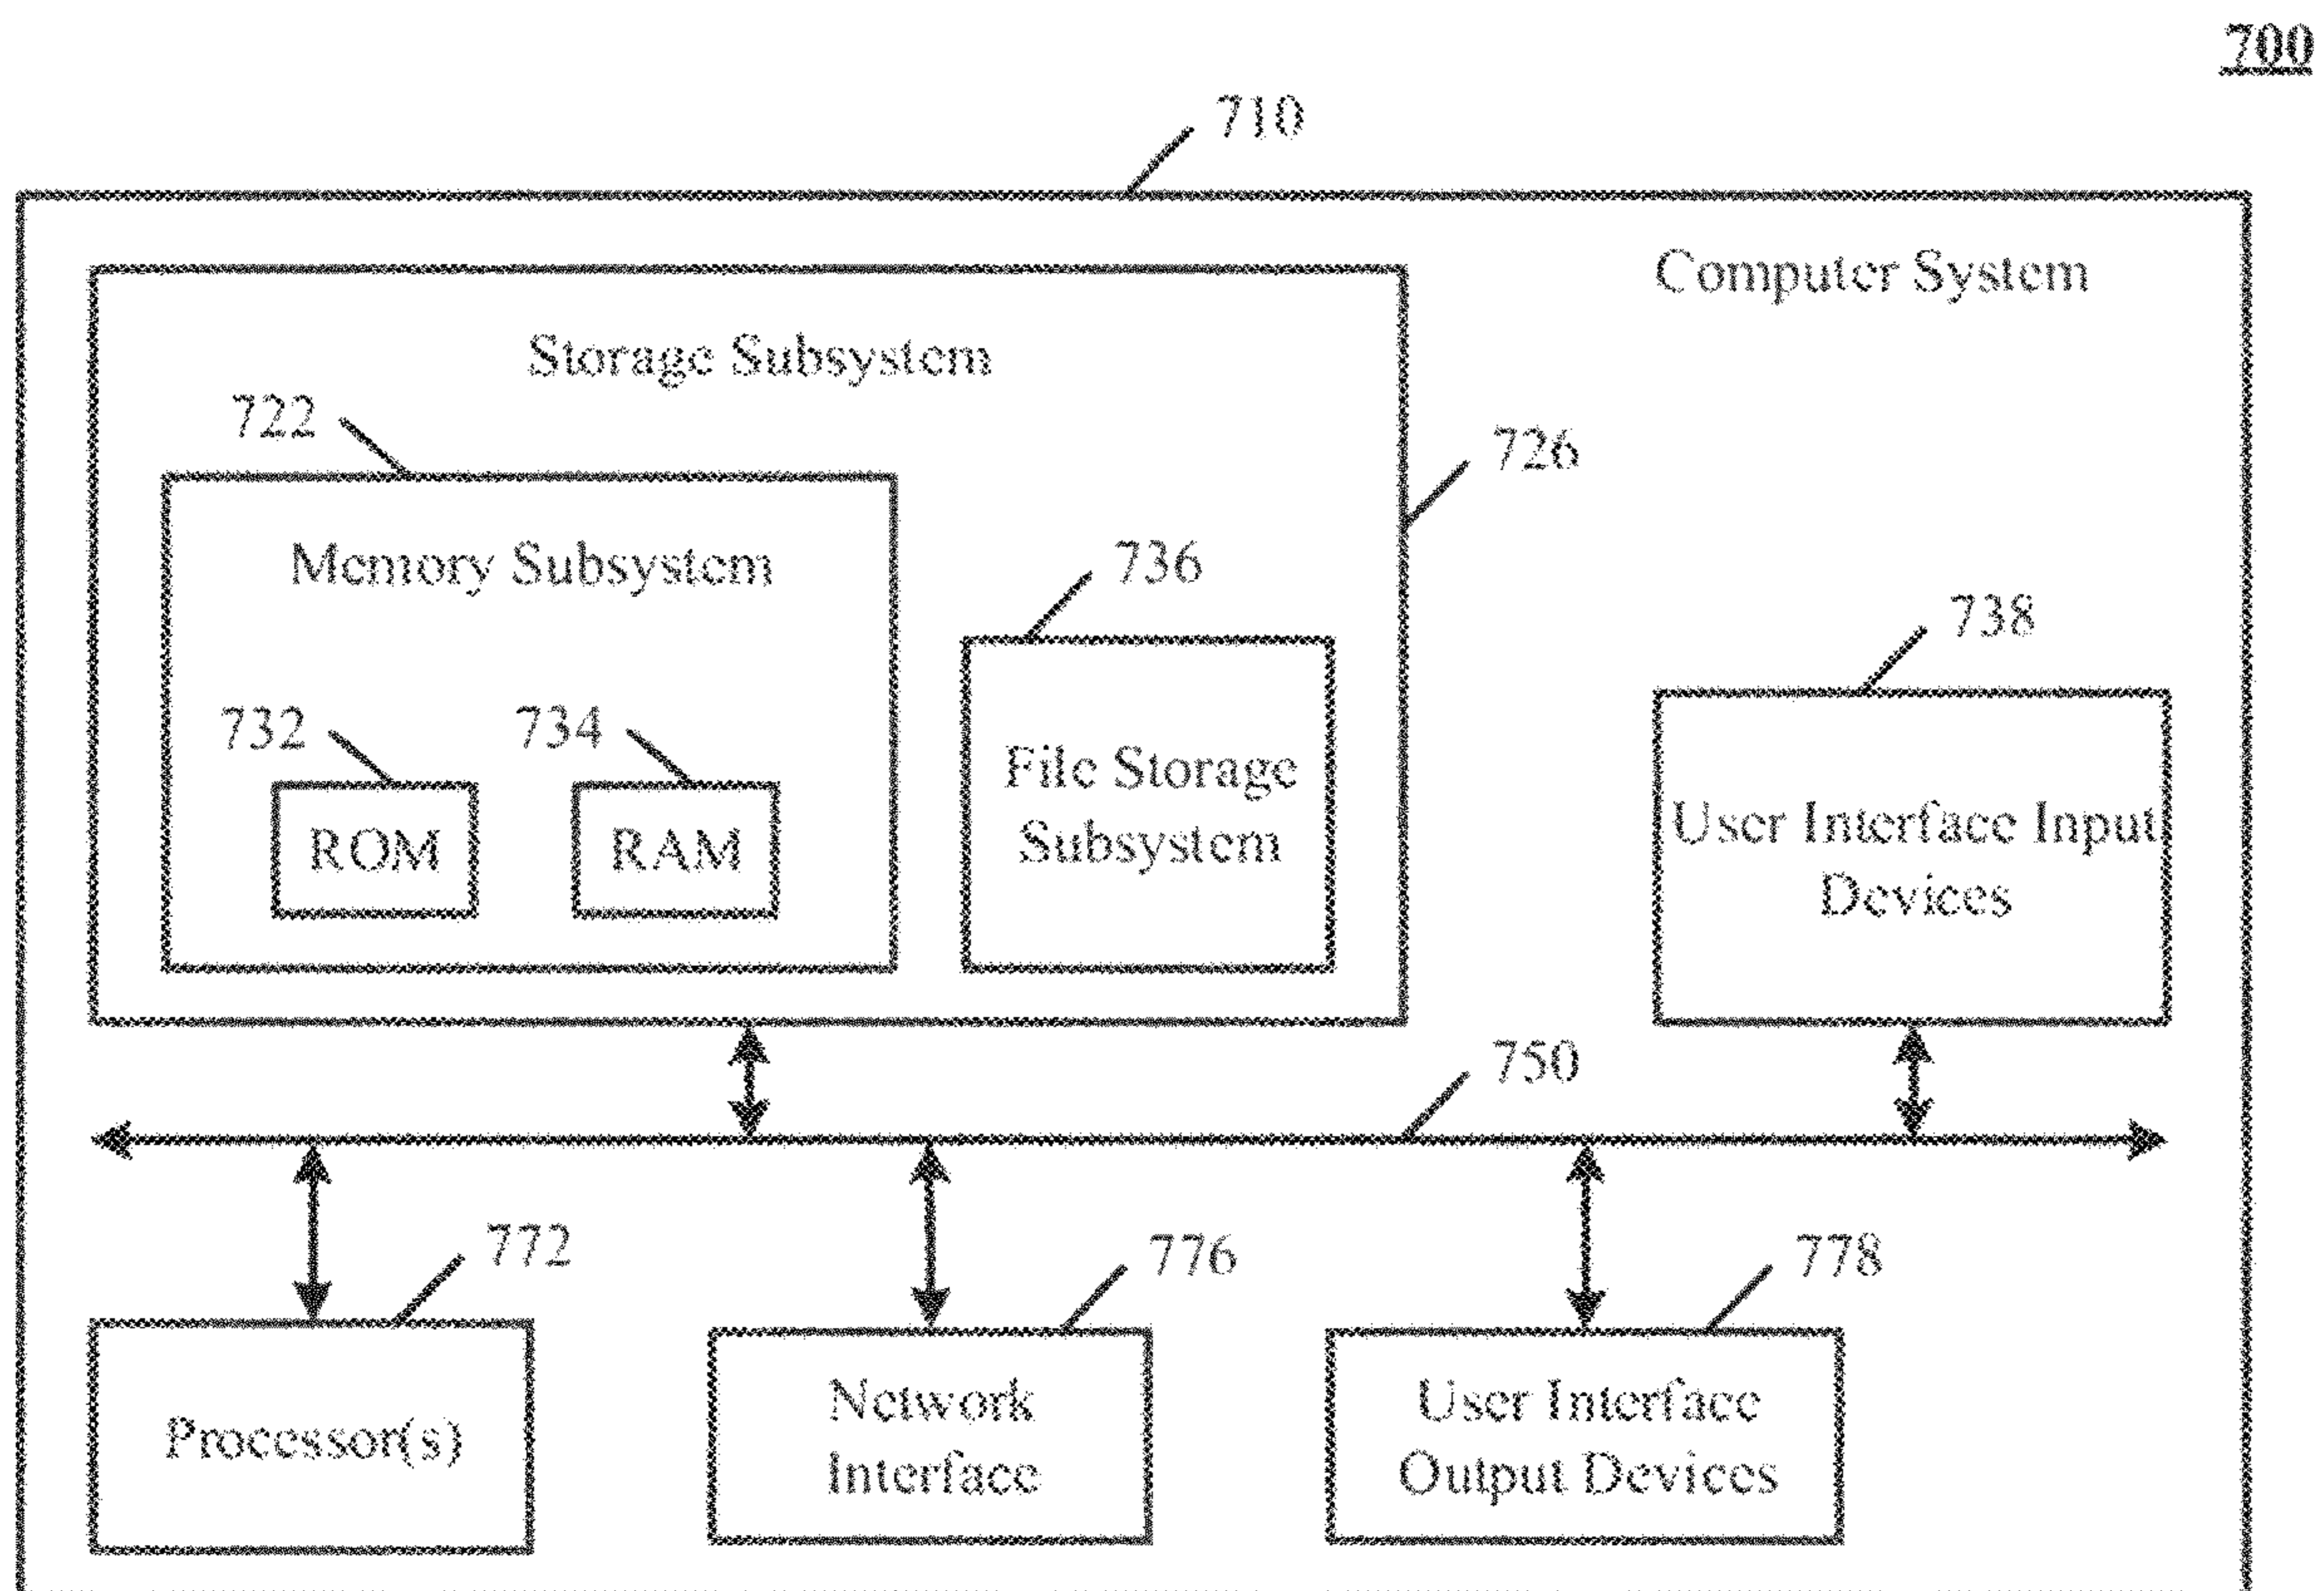 700
710
Computer System
Storage Subsystem
722
726
Memory Subsystem
736
738
732
734
File Storage
Subsystem
ROM
RAM
User Interface Input
Devices
750
772
776
778
Processor(s)
Network
Interface
User Interface
Output Devices